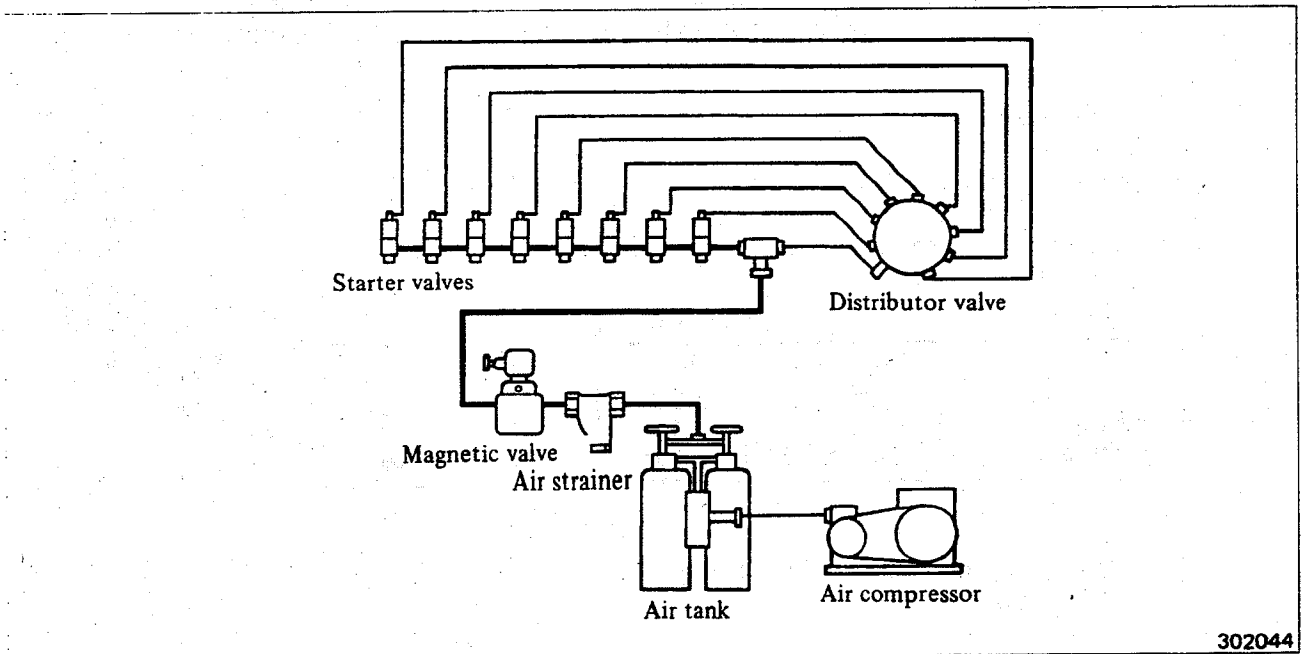 Starter valves
Distributor valve
Magnetic valve
Air strainer
Air tank
Air compressor
302044